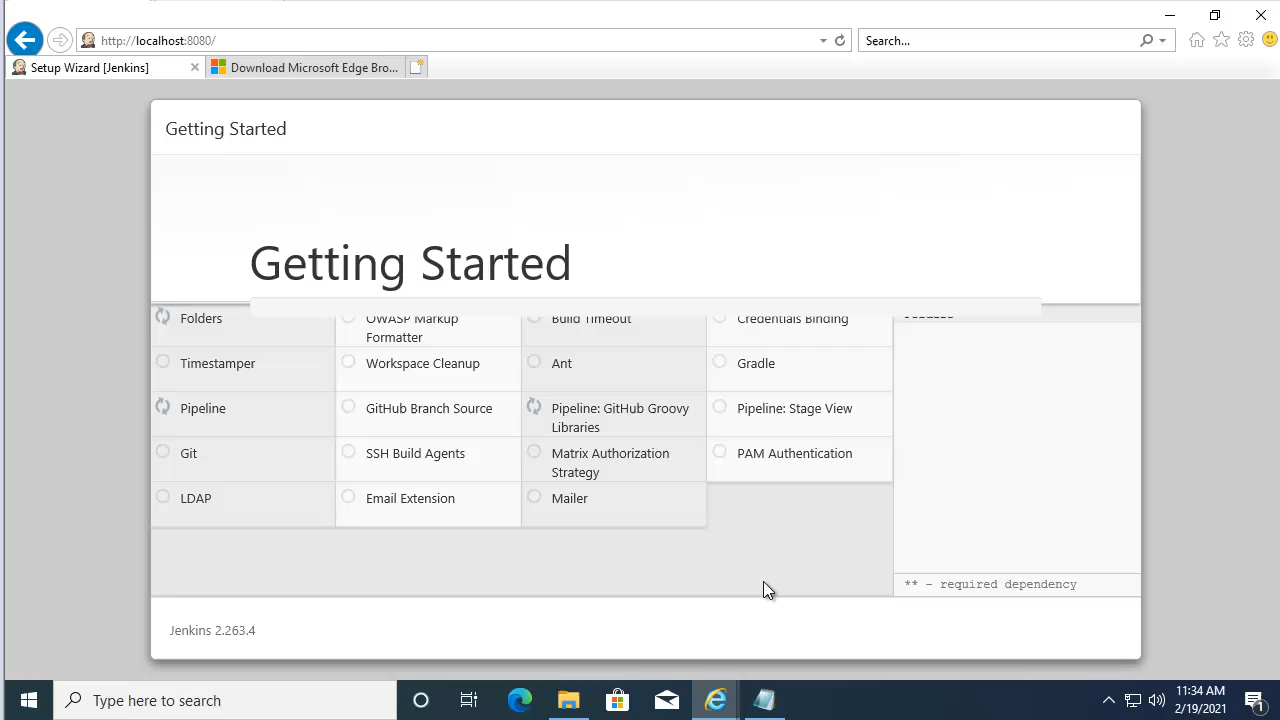 http://localhost:8080/
Search...
Setup Wizard [Jenkins]
Download Microsoft Edge Bro...
Getting Started
Getting Started
Folders
OWASP Markup
Formatter
Build Timeout
Credentials Binding
Timestamper
Workspace Cleanup
Ant
Gradle
Pipeline
GitHub Branch Source
Pipeline: GitHub Groovy
Libraries
Pipeline: Stage View
Git
SSH Build Agents
Matrix Authorization
Strategy
PAM Authentication
LDAP
Email Extension
Mailer
** - required dependency
Jenkins 2.263.4
Type here to search
11:34 AM
2/19/2021
1